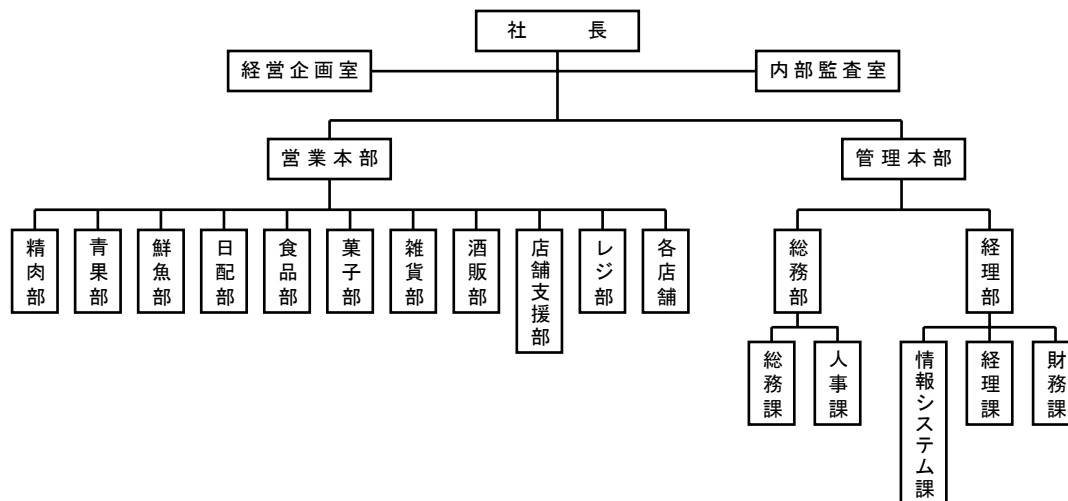 社長
経営企画室
内部監査室
営業本部
管理本部
精肉部
青果部
鮮魚部
日配部
食品部
菓子部
雑貨部
酒販部
店舗支援部
レジ部
各店舗
総務部
経理部
総務課
人事課
情報システム課
経理課
財務課